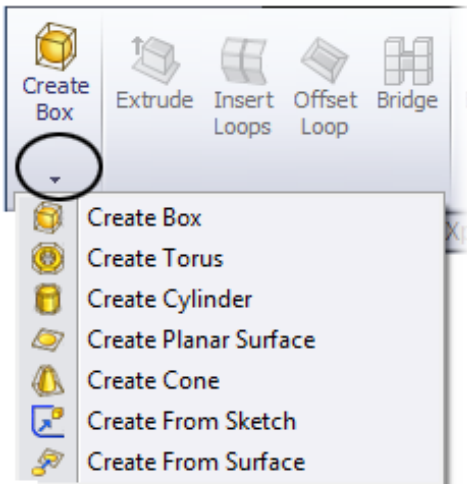 Create
Box
Extrude
Insert
Loops
Offset
Loop
Bridge
Create Box
Create Torus
Create Cylinder
Create Planar Surface
Create Cone
Create From Sketch
Create From Surface